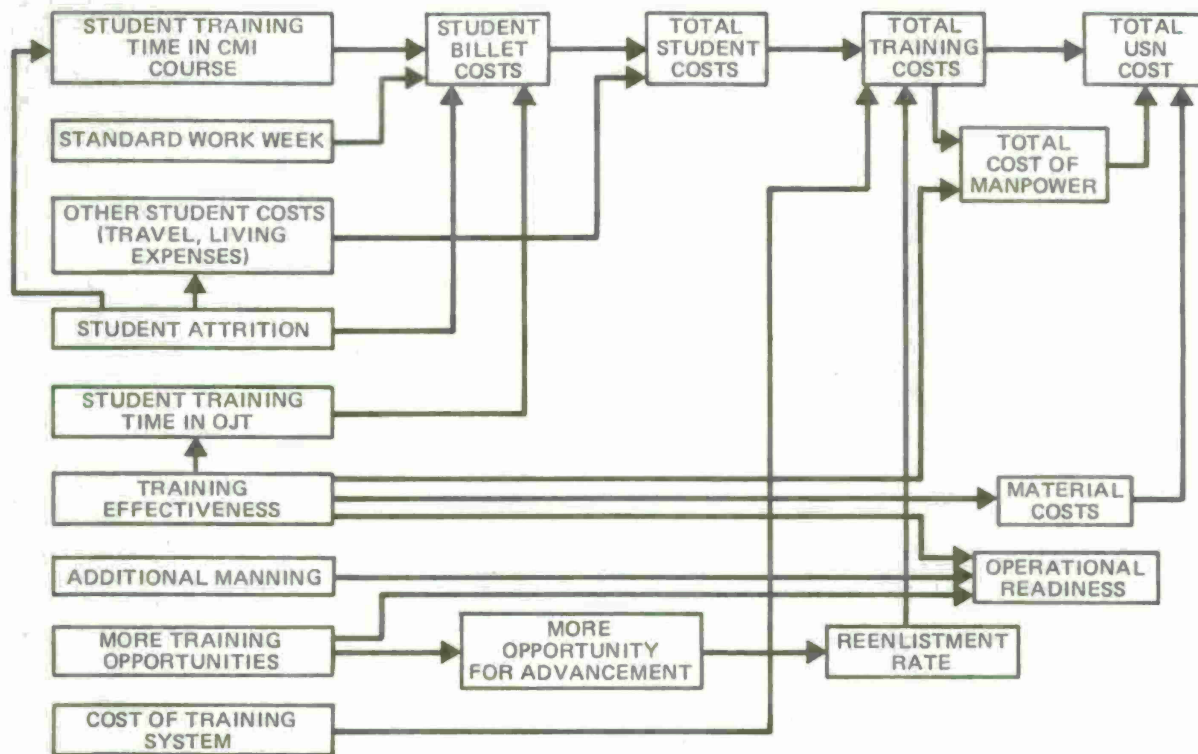 STUDENT TRAINING
TIME IN CMI
COURSE
STUDENT
BILLET
COSTS
TOTAL
STUDENT
COSTS
TOTAL
TRAINING
COSTS
TOTAL
USN
COST
STANDARD WORK WEEK
TOTAL
COST OF
MANPOWER
OTHER STUDENT COSTS
(TRAVEL, LIVING
EXPENSES)
STUDENT ATTRITION
STUDENT TRAINING
TIME IN OJT
TRAINING
EFFECTIVENESS
MATERIAL
COSTS
ADDITIONAL MANNING
OPERATIONAL
READINESS
MORE TRAINING
OPPORTUNITIES
MORE
OPPORTUNITY
FOR ADVANCEMENT
REENLISTMENT
RATE
COST OF TRAINING
SYSTEM